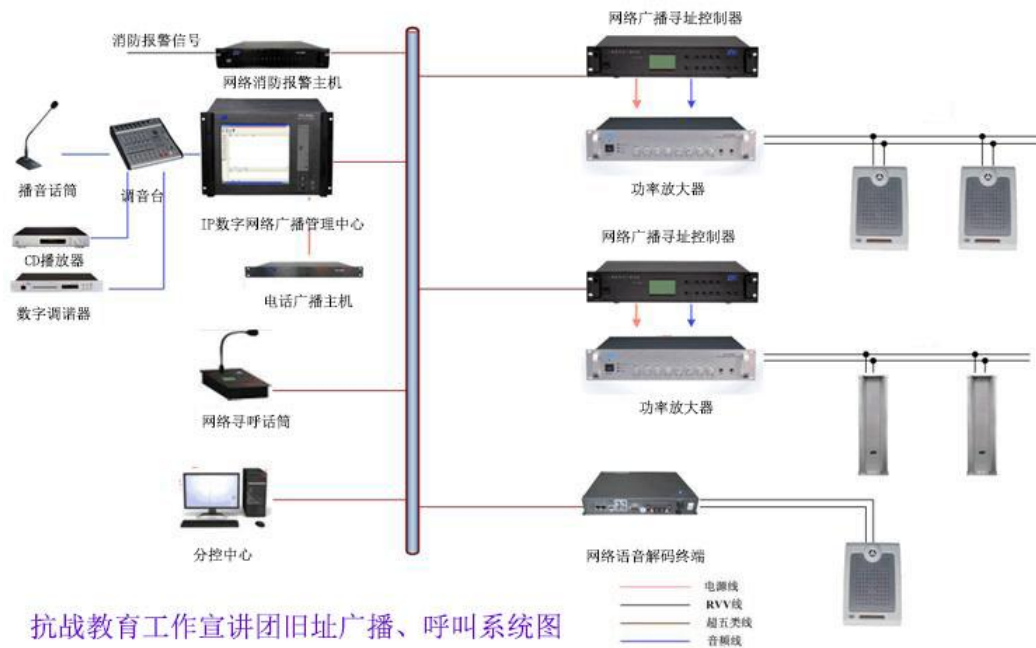 消防报警信号
网络消防报警主机
播音话筒
调音台
IP数字网络广播管理中心
CD播放器
数字调谐器
电话广播主机
网络寻呼话筒
分控中心
网络广播寻址控制器
功率放大器
网络广播寻址控制器
功率放大器
网络语音解码终端
电源线
RVV线
超五类线
音频线
抗战教育工作宣讲团旧址广播、呼叫系统图